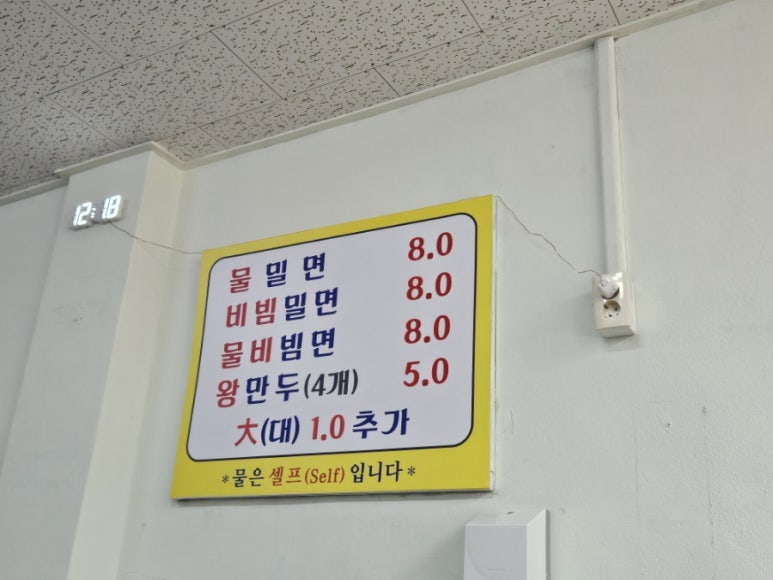 12:18
물밀면 8.0
비빔밀면 8.0
물비빔면 8.0
왕만두(4개) 5.0
大(대) 1.0 추가
*물은 셀프(Self) 입니다*